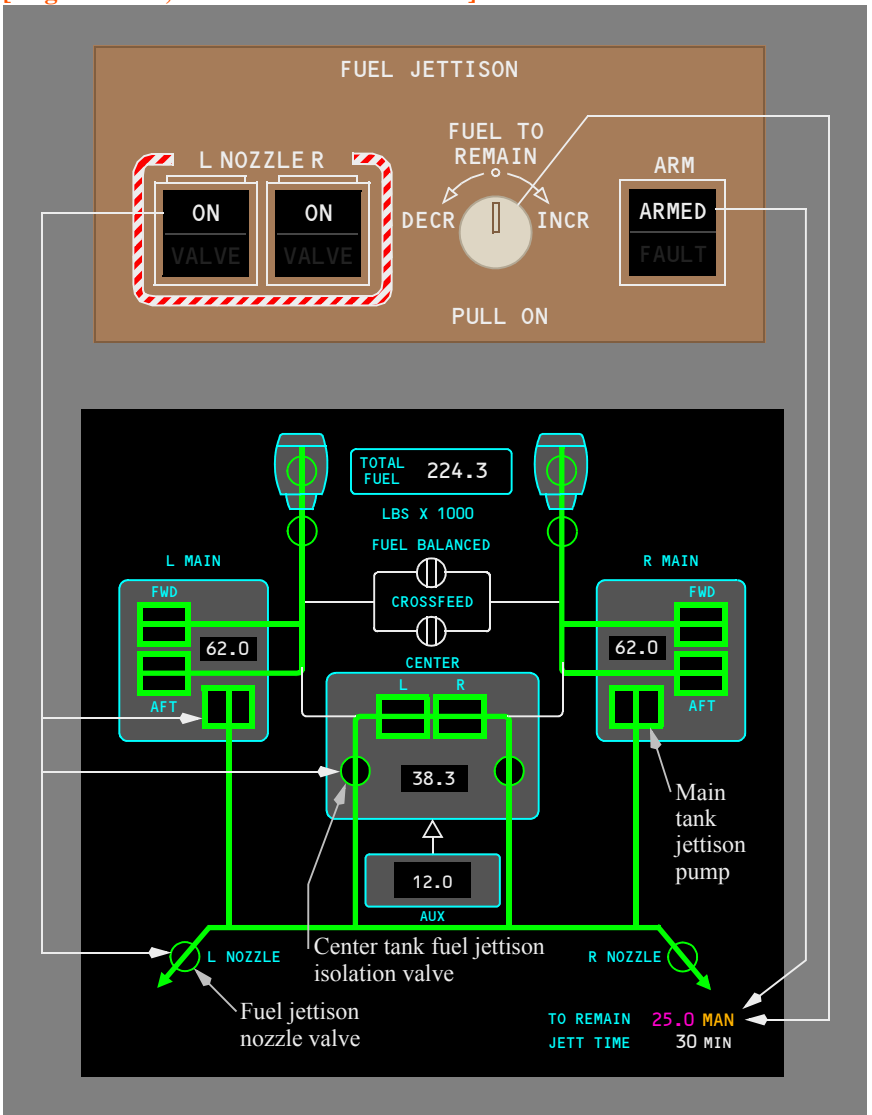 FUEL JETTISON
L NOZZLE R
FUEL TO
REMAIN
ARM
ON
ON
DECR
INCR
ARMED
VALVE
VALVE
FAULT
PULL ON
TOTAL
FUEL
224.3
LBS X 1000
FUEL BALANCED
L MAIN
R MAIN
FWD
FWD
CROSSFEED
62.0
62.0
CENTER
L
R
AFT
AFT
38.3
Main
tank
jettison
pump
12.0
AUX
L NOZZLE
Center tank fuel jettison
isolation valve
R NOZZLE
Fuel jettison
nozzle valve
TO REMAIN 25.0 MAN
JETT TIME 30 MIN